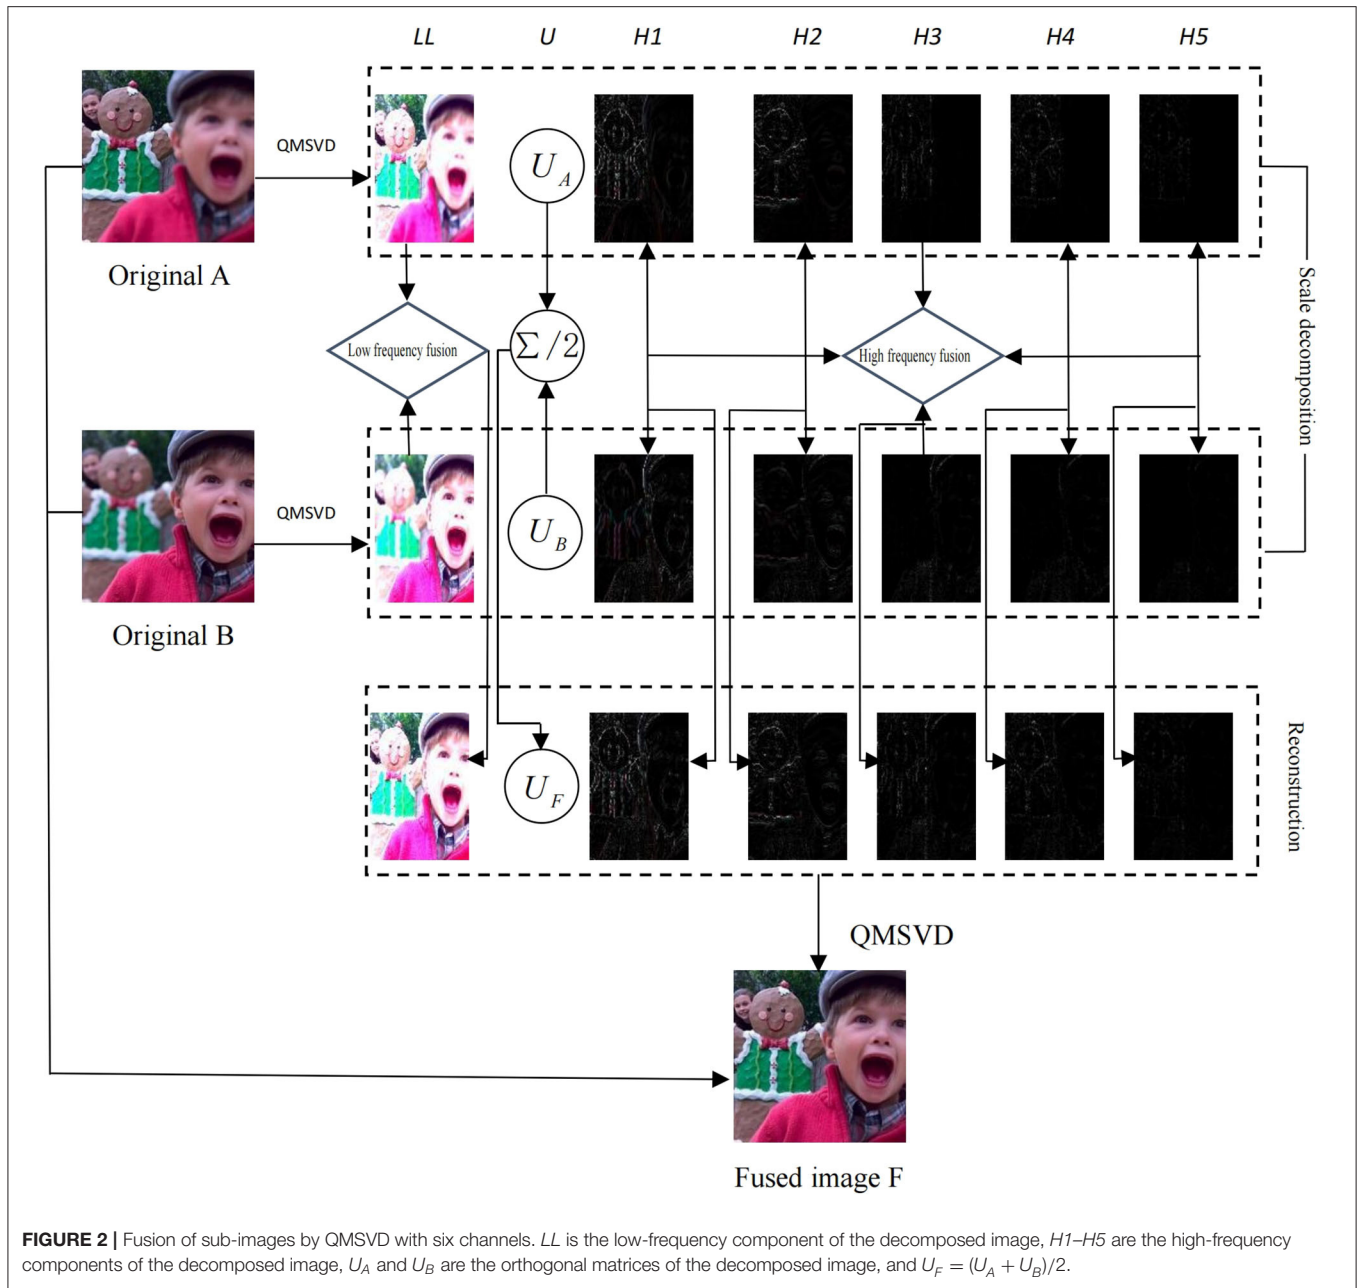 LL U H1 H2 H3 H4 H5
QMSVD
U_A
Original A
Low frequency fusion
Σ/2
High frequency fusion
Scale decomposition
QMSVD
U_B
Original B
U_F
Reconstruction
QMSVD
Fused image F
FIGURE 2 | Fusion of sub-images by QMSVD with six channels. LL is the low-frequency component of the decomposed image, H1–H5 are the high-frequency
components of the decomposed image, U_A and U_B are the orthogonal matrices of the decomposed image, and U_F = (U_A + U_B)/2.